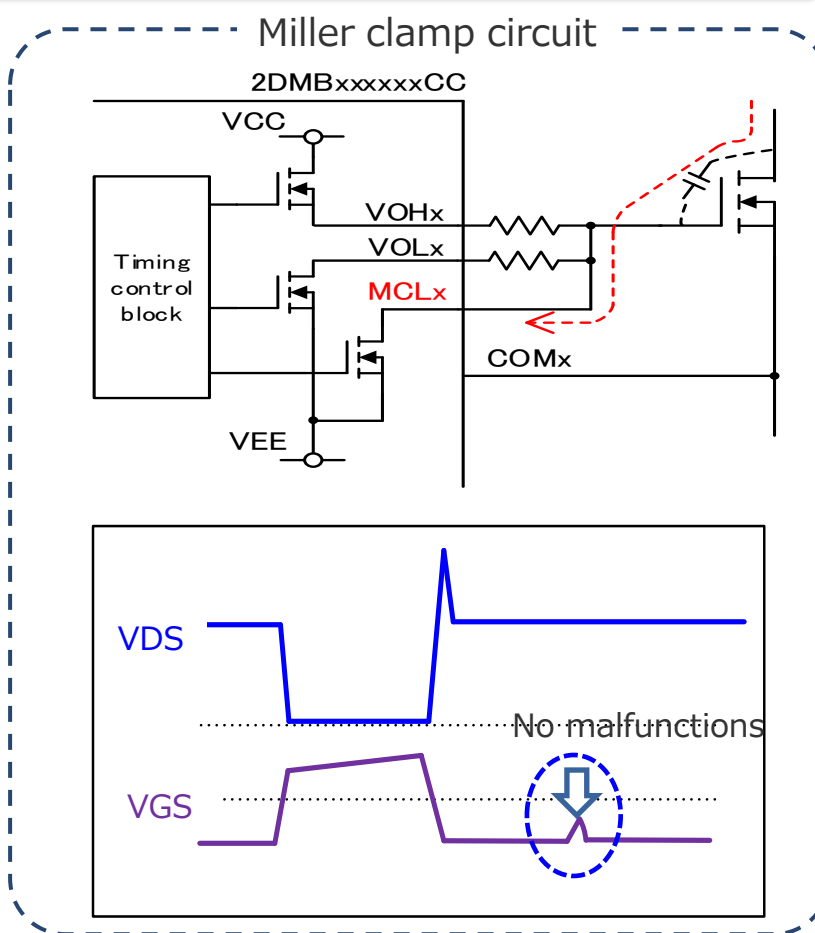 Miller clamp circuit
2DMBxxxxxxCC
VCC
VOHx
VOLx
Timing
control
block
MCLx
COMx
VEE
VDS
No malfunctions
VGS